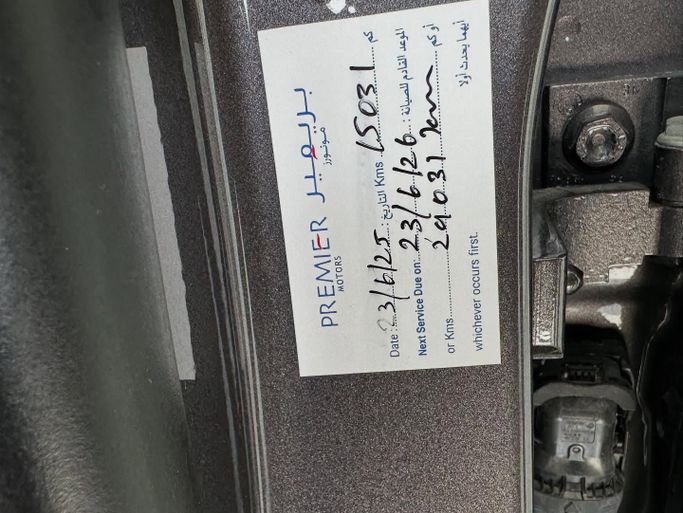 PREMIER بريمير
MOTORS موتورز
Date : 23/6/25 : التاريخ Kms. 15031 كم
Next Service Due on: 23/6/26 : الموعد القادم للصيانة
or Kms. 29031 km أو كم
whichever occurs first. أيهما يحدث أولا